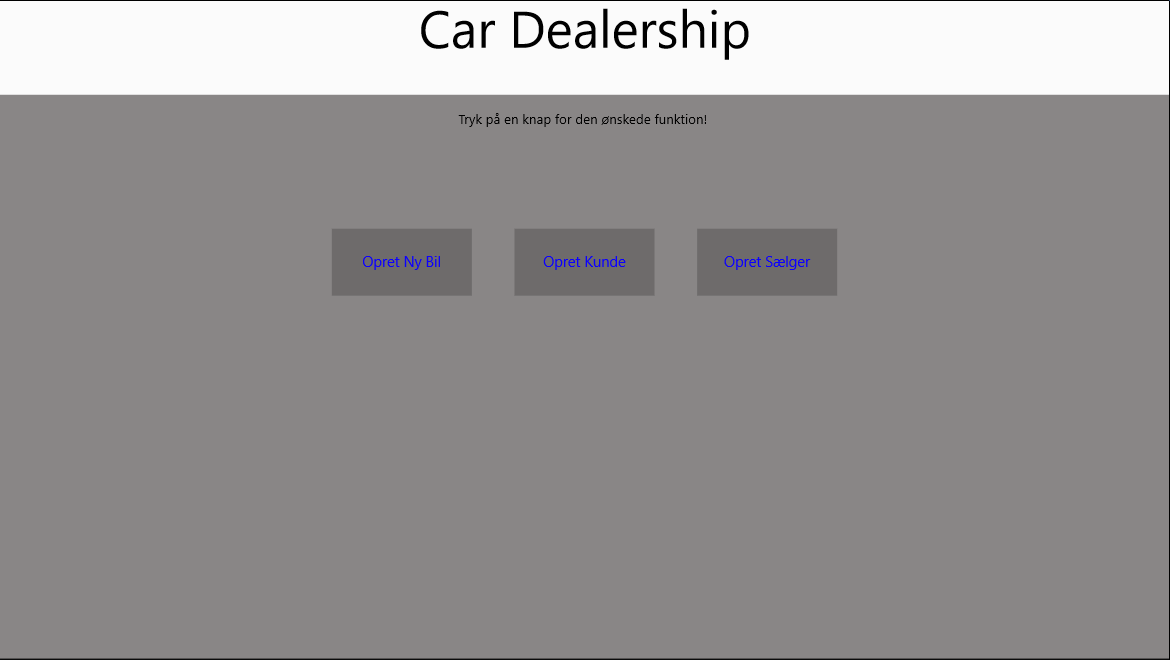 Car Dealership
Tryk på en knap for den ønskede funktion!
Opret Ny Bil
Opret Kunde
Opret Sælger